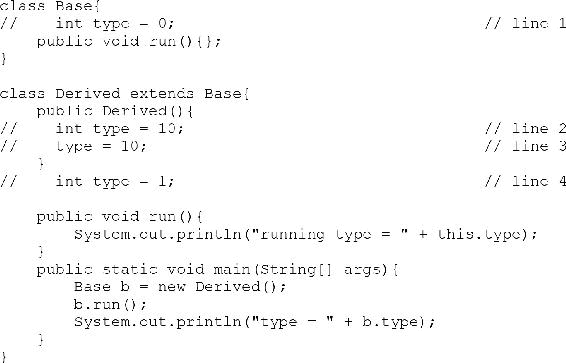 class Base{
//    int type = 0;                              // line 1
    public void run(){};
}

class Derived extends Base{
    public Derived(){
//    int type = 10;                             // line 2
//    type = 10;                                 // line 3
    }
//    int type = 1;                              // line 4

    public void run(){
        System.out.println("running type = " + this.type);
    }
    public static void main(String[] args){
        Base b = new Derived();
        b.run();
        System.out.println("type = " + b.type);
    }
}